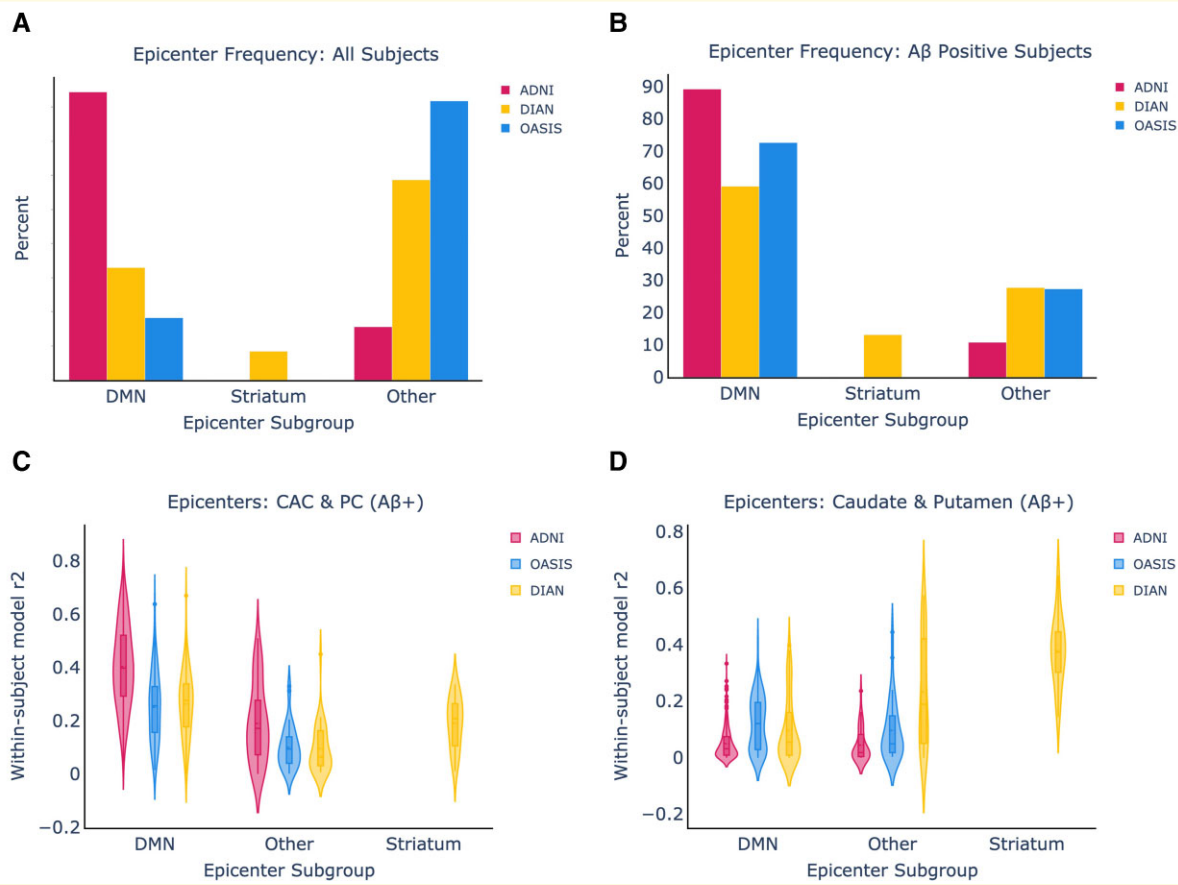 A
Epicenter Frequency: All Subjects
ADNI
DIAN
OASIS
Percent
DMN
Striatum
Other
Epicenter Subgroup
B
Epicenter Frequency: Aβ Positive Subjects
90
80
70
60
50
40
30
20
10
0
ADNI
DIAN
OASIS
Percent
DMN
Striatum
Other
Epicenter Subgroup
C
Epicenters: CAC & PC (Aβ+)
0.8
0.6
0.4
0.2
0
−0.2
ADNI
OASIS
DIAN
Within-subject model r2
DMN
Other
Striatum
Epicenter Subgroup
D
Epicenters: Caudate & Putamen (Aβ+)
0.8
0.6
0.4
0.2
0
−0.2
ADNI
OASIS
DIAN
Within-subject model r2
DMN
Other
Striatum
Epicenter Subgroup